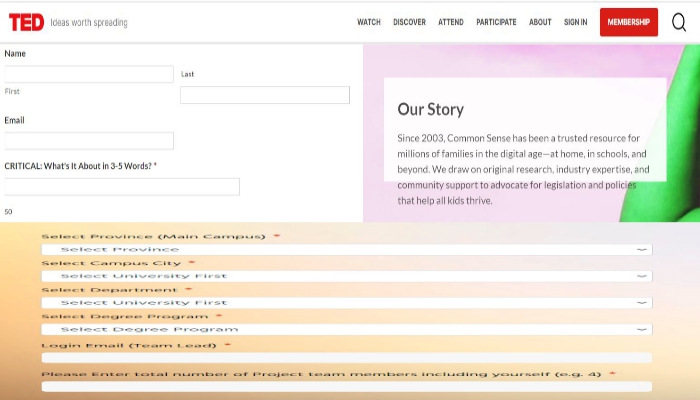 TED Ideas worth spreading WATCH DISCOVER ATTEND PARTICIPATE ABOUT SIGN IN MEMBERSHIP
Name
Last
First
Email
CRITICAL: What's It About in 3-5 Words? *
50
Our Story
Since 2003, Common Sense has been a trusted resource for
millions of families in the digital age—at home, in schools, and
beyond. We draw on original research, industry expertise, and
community support to advocate for legislation and policies
that help all kids thrive.
Select Province (Main Campus) *
Select Province
Select Campus City *
Select University First
Select Department *
Select University First
Select Degree Program *
Select Degree Program
Login Email (Team Lead) *
Please Enter total number of Project team members including yourself (e.g. 4) *